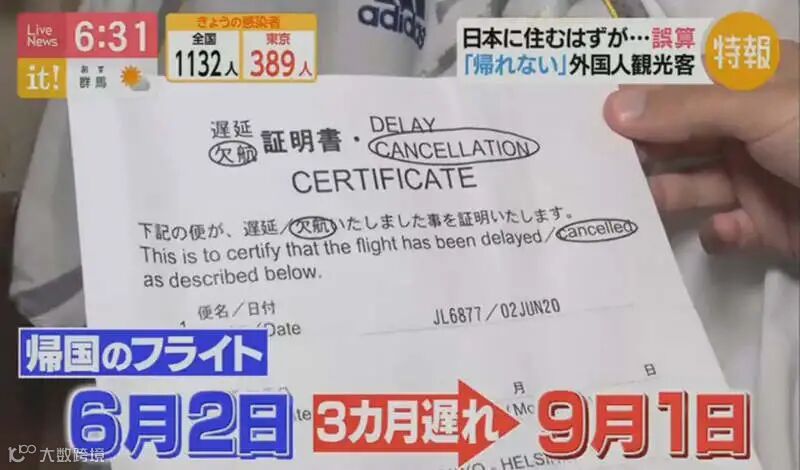 Live News
it!
6:31
あす
群馬
きょうの感染者
全国
1132人
東京
389人
日本に住むはずが…誤算
「帰れない」外国人観光客
特報
adidas
遅延
欠航
証明書・
DELAY
CANCELLATION
CERTIFICATE
下記の便が、遅延/欠航いたしました事を証明いたします。
This is to certify that the flight has been delayed/cancelled
as described below.
便名/日付
/Date
JL6877/02JUN20
月
日
帰国のフライト
6月2日
3カ月遅れ
9月1日
大数跨境